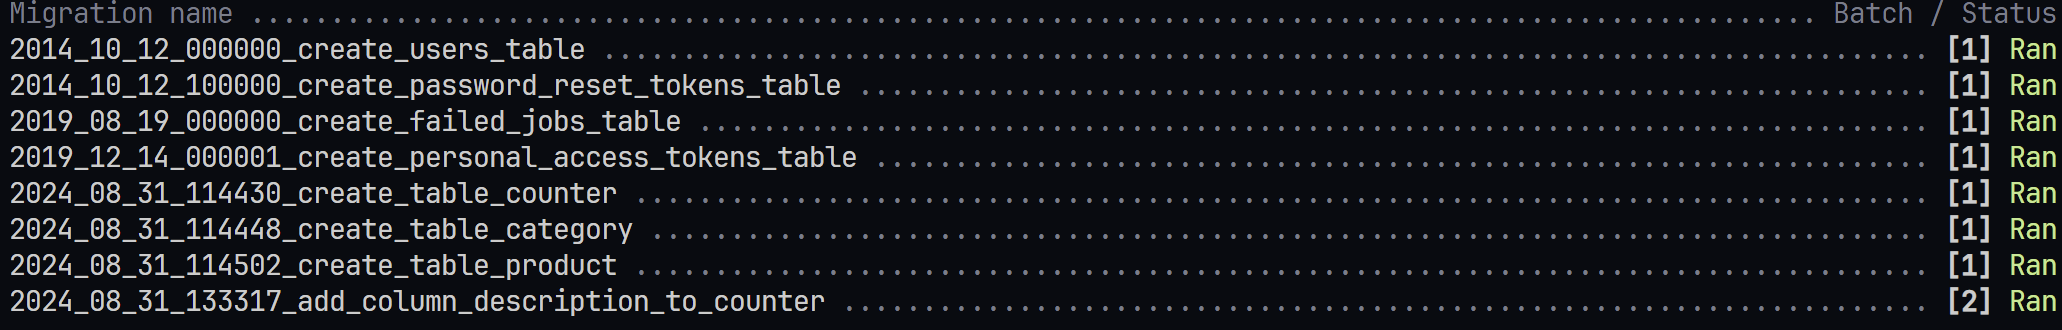 Migration name .................................................................................................. Batch / Status
2014_10_12_000000_create_users_table ................................................................................... [1] Ran
2014_10_12_100000_create_password_reset_tokens_table ................................................................... [1] Ran
2019_08_19_000000_create_failed_jobs_table ............................................................................. [1] Ran
2019_12_14_000001_create_personal_access_tokens_table .................................................................. [1] Ran
2024_08_31_114430_create_table_counter ................................................................................. [1] Ran
2024_08_31_114448_create_table_category ................................................................................ [1] Ran
2024_08_31_114502_create_table_product ................................................................................. [1] Ran
2024_08_31_133317_add_column_description_to_counter .................................................................... [2] Ran